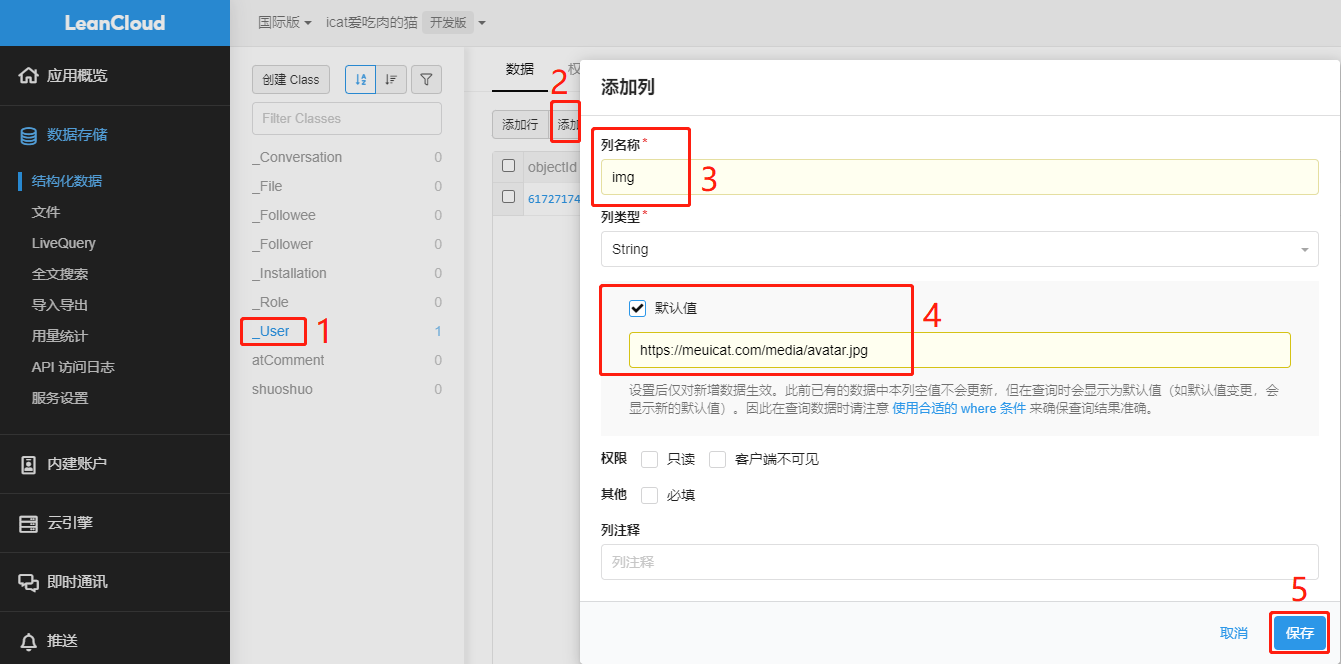 LeanCloud
国际版 icat爱吃肉的猫 开发版
应用概览
数据存储
结构化数据
文件
LiveQuery
全文搜索
导入导出
用量统计
API 访问日志
服务设置
内建账户
云引擎
即时通讯
推送
创建 Class
Filter Classes
_Conversation 0
_File 0
_Followee 0
_Follower 0
_Installation 0
_Role 0
_User 1
1
atComment 0
shuoshuo 0
数据 权
2
添加行 添加
objectId
61727174
添加列
列名称*
img
3
列类型*
String
默认值
4
https://meuicat.com/media/avatar.jpg
设置后仅对新增数据生效。此前已有的数据中本列空值不会更新，但在查询时会显示为默认值（如默认值变更，会
显示新的默认值）。因此在查询数据时请注意 使用合适的 where 条件 来确保查询结果准确。
权限 只读 客户端不可见
其他 必填
列注释
列注释
5
取消 保存